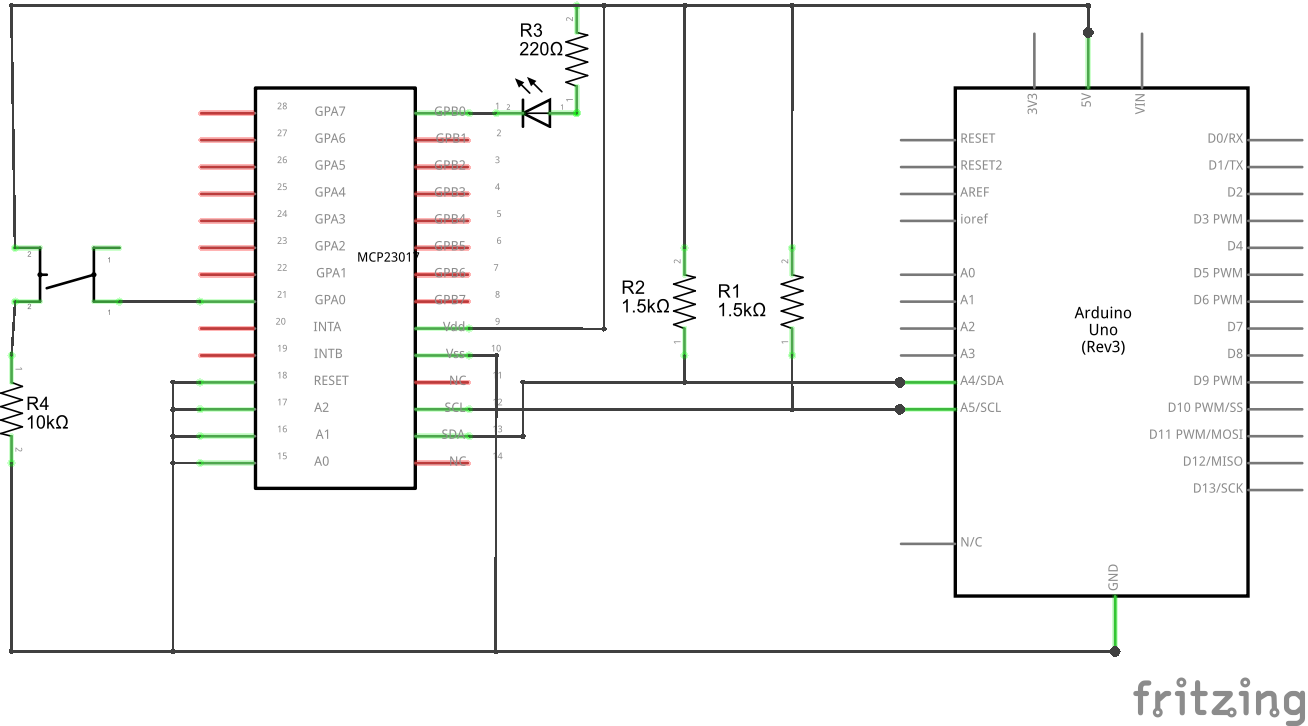 R3
220Ω
2
1
1
2
1
28 GPA7 GPB0
27 GPA6 GPB1 2
26 GPA5 GPB2 3
25 GPA4 GPB3 4
24 GPA3 GPB4 5
23 GPA2 GPB5 6
MCP23017
22 GPA1 GPB6 7
21 GPA0 GPB7 8
20 INTA Vdd 9
19 INTB Vss 10
18 RESET NC 11
17 A2 SCL 12
16 A1 SDA 13
15 A0 NC 14
2
1
2
1
1
R4
10kΩ
2
2
R2
1.5kΩ
1
2
R1
1.5kΩ
1
3V3
5V
VIN
RESET
RESET2
AREF
ioref
A0
A1
A2
A3
A4/SDA
A5/SCL
N/C
Arduino
Uno
(Rev3)
D0/RX
D1/TX
D2
D3 PWM
D4
D5 PWM
D6 PWM
D7
D8
D9 PWM
D10 PWM/SS
D11 PWM/MOSI
D12/MISO
D13/SCK
GND
fritzing